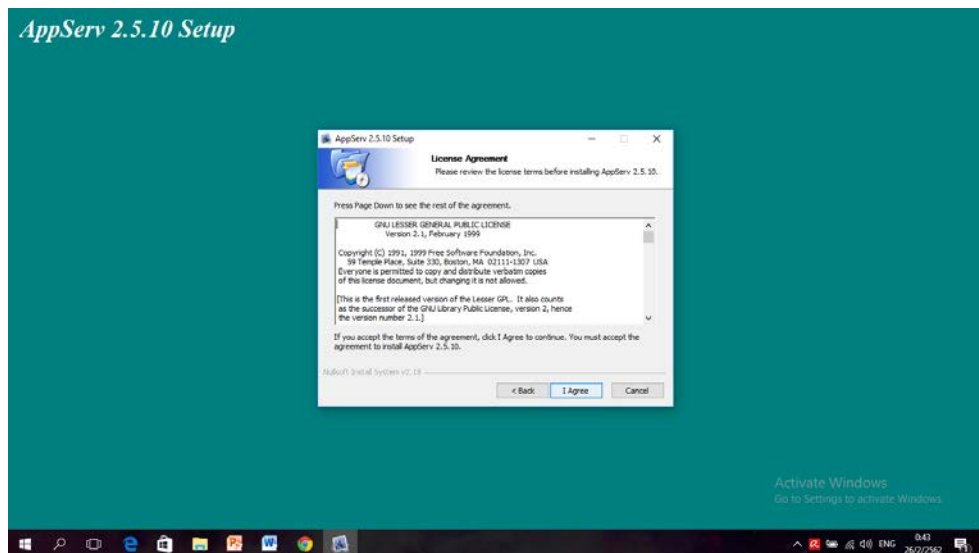 AppServ 2.5.10 Setup
AppServ 2.5.10 Setup
License Agreement
Please review the license terms before installing AppServ 2.5.10.
Press Page Down to see the rest of the agreement.
GNU LESSER GENERAL PUBLIC LICENSE
Version 2.1, February 1999
Copyright (C) 1991, 1999 Free Software Foundation, Inc.
59 Temple Place, Suite 330, Boston, MA 02111-1307 USA
Everyone is permitted to copy and distribute verbatim copies
of this license document, but changing it is not allowed.
[This is the first released version of the Lesser GPL. It also counts
as the successor of the GNU Library Public License, version 2, hence
the version number 2.1.]
If you accept the terms of the agreement, click I Agree to continue. You must accept the
agreement to install AppServ 2.5.10.
Nullsoft Install System v2.18
< Back
I Agree
Cancel
Activate Windows
Go to Settings to activate Windows.
ENG
0:43
26/2/2562